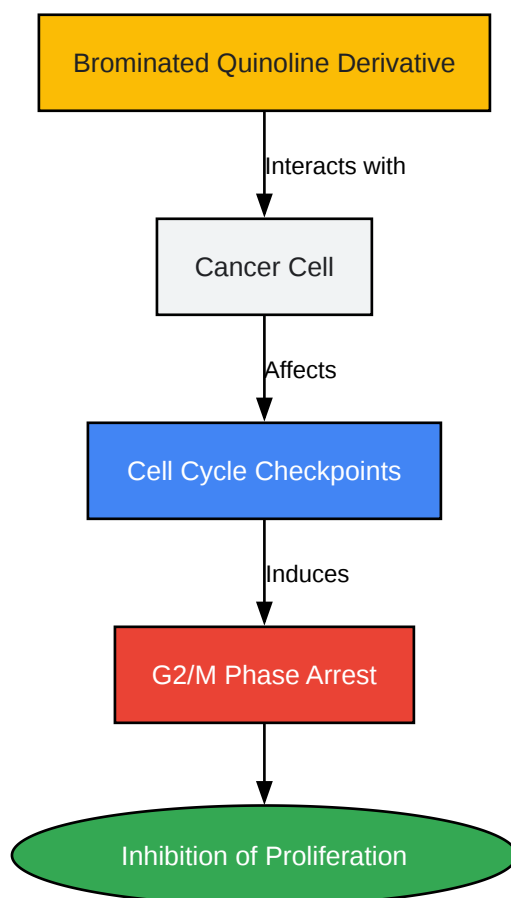 Brominated Quinoline Derivative
Interacts with
Cancer Cell
Affects
Cell Cycle Checkpoints
Induces
G2/M Phase Arrest
Inhibition of Proliferation